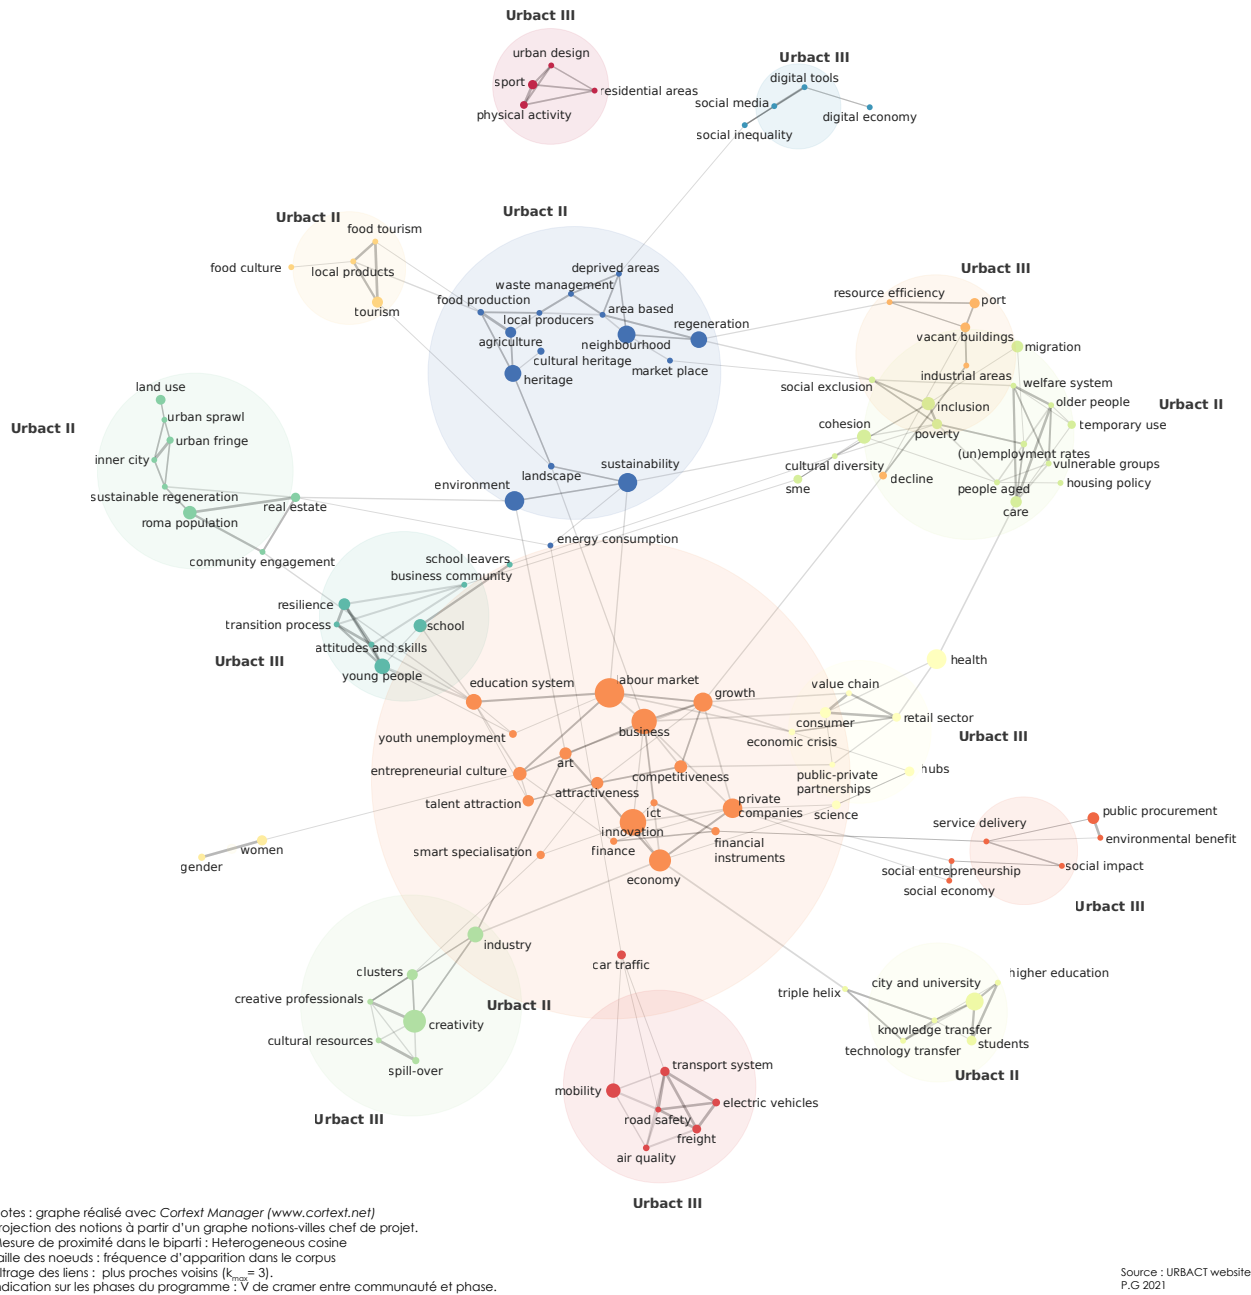 Urbact III
urban design
sport
residential areas
physical activity
Urbact III
digital tools
social media
digital economy
social inequality
Urbact II
food tourism
food culture
local products
tourism
Urbact II
deprived areas
waste management
food production
area based
local producers
regeneration
agriculture
neighbourhood
cultural heritage
market place
heritage
landscape
sustainability
environment
energy consumption
Urbact III
resource efficiency
port
vacant buildings
migration
industrial areas
social exclusion
welfare system
older people
Urbact II
inclusion
temporary use
cohesion
poverty
(un)employment rates
vulnerable groups
cultural diversity
decline
housing policy
sme
people aged
care
land use
urban sprawl
Urbact II
urban fringe
inner city
sustainable regeneration
real estate
roma population
community engagement
school leavers
business community
resilience
transition process
school
attitudes and skills
Urbact III
young people
education system
labour market
growth
youth unemployment
business
entrepreneurial culture
art
competitiveness
attractiveness
talent attraction
private
companies
ict
innovation
smart specialisation
finance
financial
instruments
economy
health
value chain
consumer
retail sector
economic crisis
Urbact III
public-private
partnerships
hubs
science
women
gender
public procurement
service delivery
environmental benefit
social entrepreneurship
social impact
social economy
Urbact III
industry
clusters
creative professionals
Urbact II
creativity
cultural resources
spill-over
Urbact III
car traffic
transport system
mobility
electric vehicles
road safety
freight
air quality
Urbact III
higher education
city and university
triple helix
knowledge transfer
technology transfer
students
Urbact II
otes : graphe réalisé avec Cortext Manager (www.cortext.net)
rojection des notions à partir d'un graphe notions-villes chef de projet.
Mesure de proximité dans le biparti : Heterogeneous cosine
aille des noeuds : fréquence d'apparition dans le corpus
ltrage des liens : plus proches voisins (kmax= 3).
ndication sur les phases du programme : V de cramer entre communauté et phase.
Source : URBACT website
P.G 2021